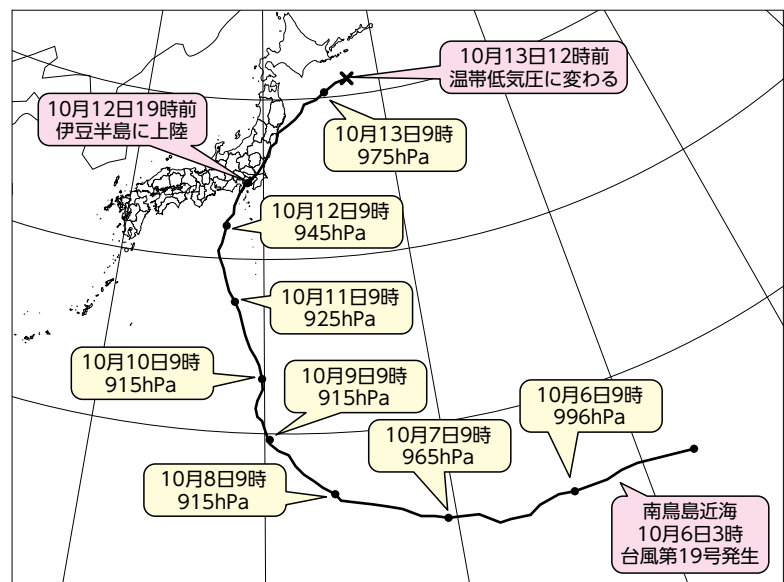 10月13日12時前
温帯低気圧に変わる
10月12日19時前
伊豆半島に上陸
10月13日9時
975hPa
10月12日9時
945hPa
10月11日9時
925hPa
10月10日9時
915hPa
10月9日9時
915hPa
10月6日9時
996hPa
10月7日9時
965hPa
10月8日9時
915hPa
南鳥島近海
10月6日3時
台風第19号発生